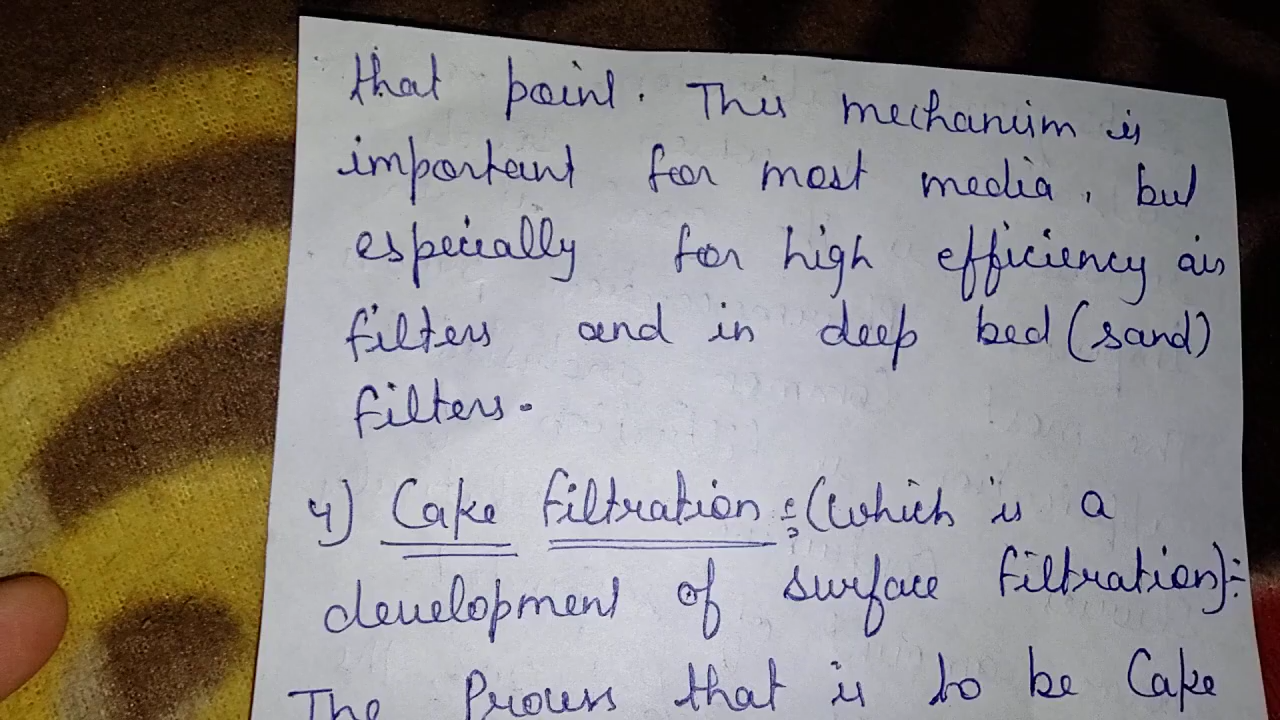 that point. This mechanism is
important for most media, but
especially for high efficiency air
filters and in deep bed (sand)
filters.
4) Cake filtration :- (which is a
development of surface filtration) :-
The Process that is to be Cake